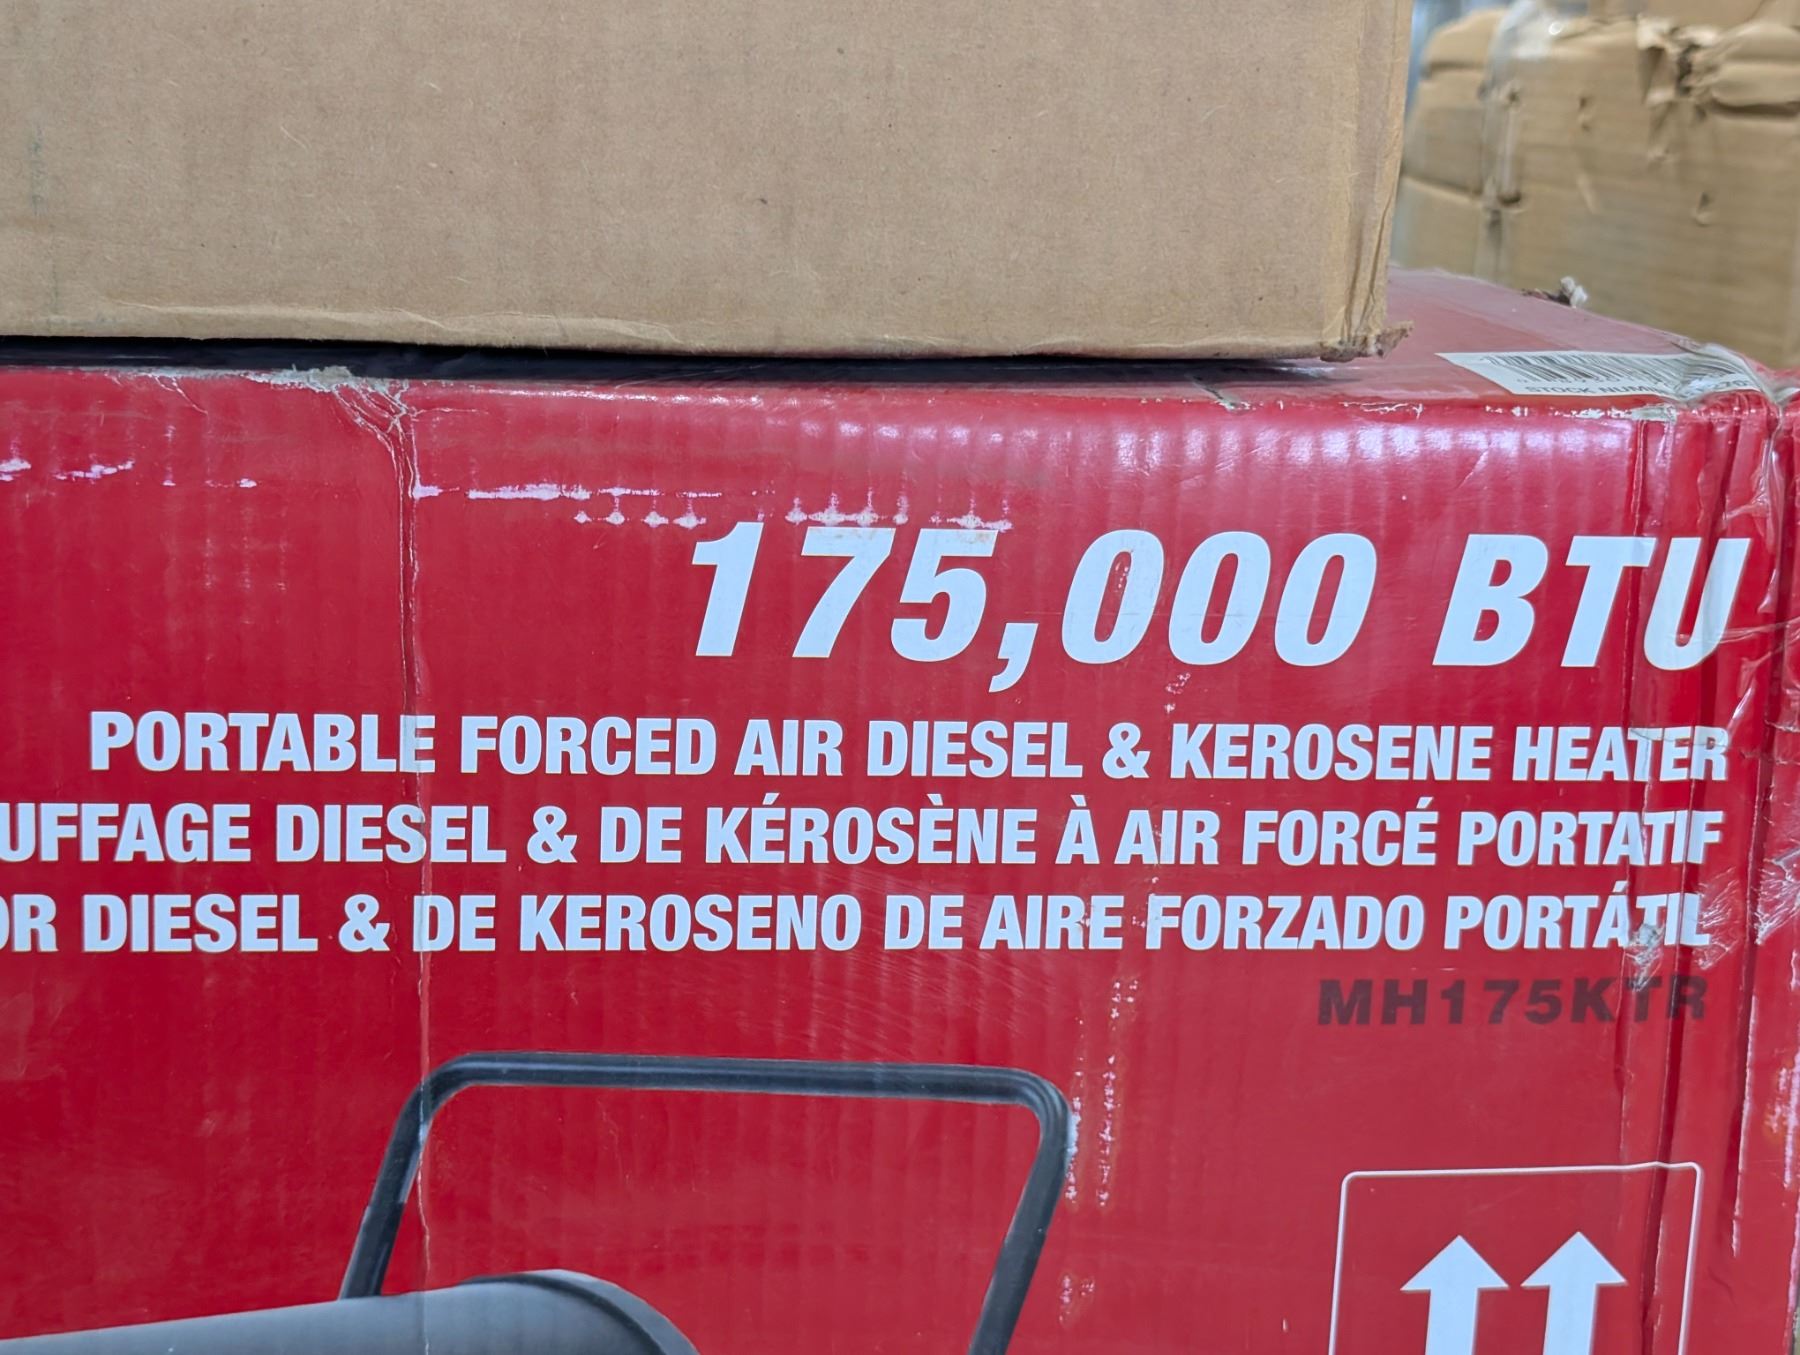 175,000 BTU
PORTABLE FORCED AIR DIESEL & KEROSENE HEATER
UFFAGE DIESEL & DE KÉROSÈNE À AIR FORCÉ PORTATIF
OR DIESEL & DE KEROSENO DE AIRE FORZADO PORTÁTIL
MH175KTR